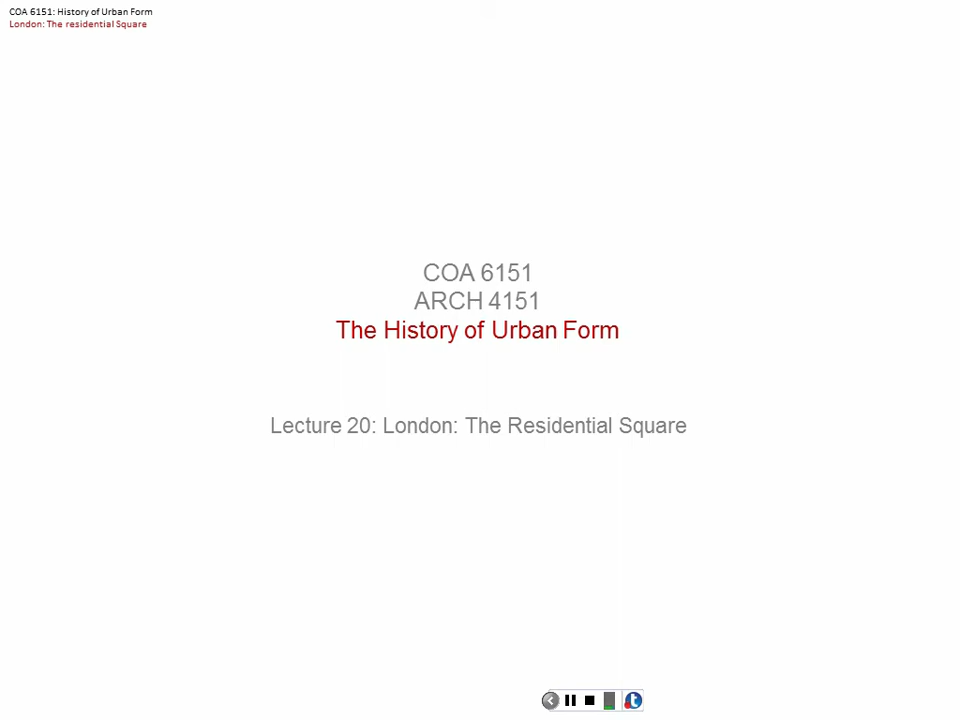 COA 6151: History of Urban Form
London: The residential Square
COA 6151
ARCH 4151
The History of Urban Form
Lecture 20: London: The Residential Square